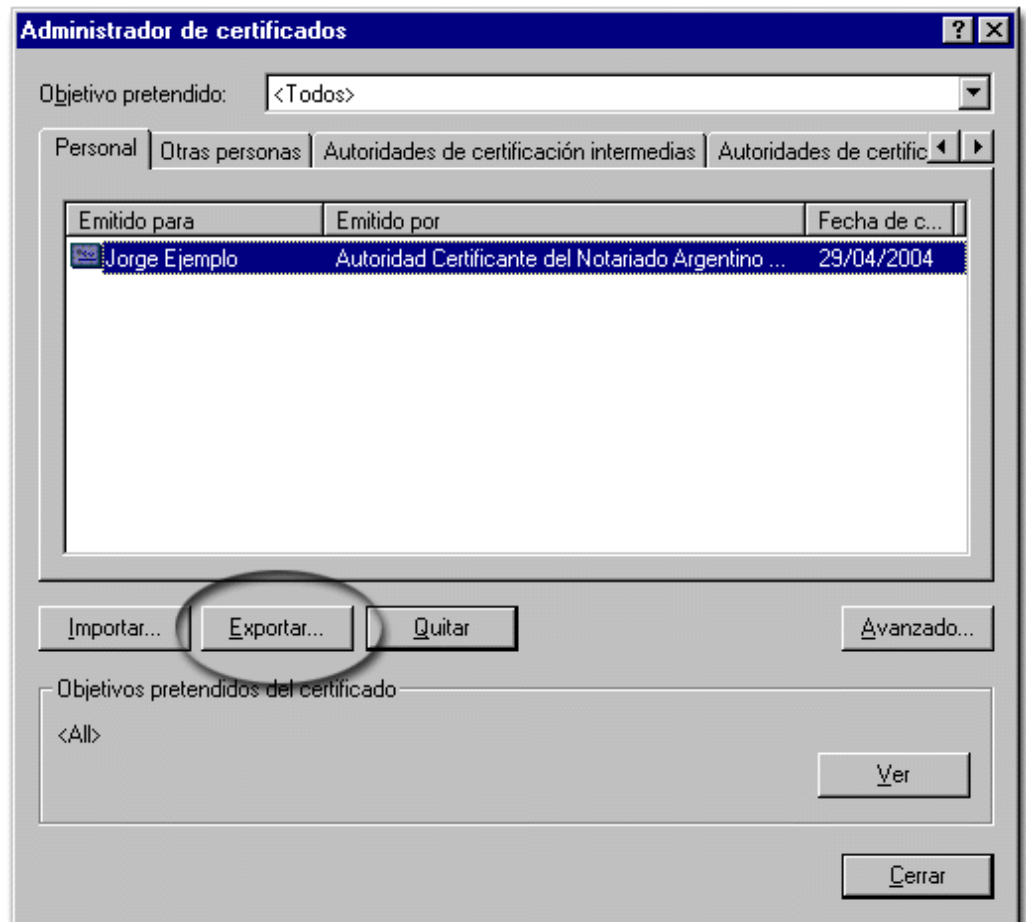 Administrador de certificados
Objetivo pretendido: <Todos>
Personal Otras personas Autoridades de certificación intermedias Autoridades de certific
Emitido para Emitido por Fecha de c...
Jorge Ejemplo Autoridad Certificante del Notariado Argentino ... 29/04/2004
Importar... Exportar... Quitar Avanzado...
Objetivos pretendidos del certificado
<All>
Ver
Cerrar